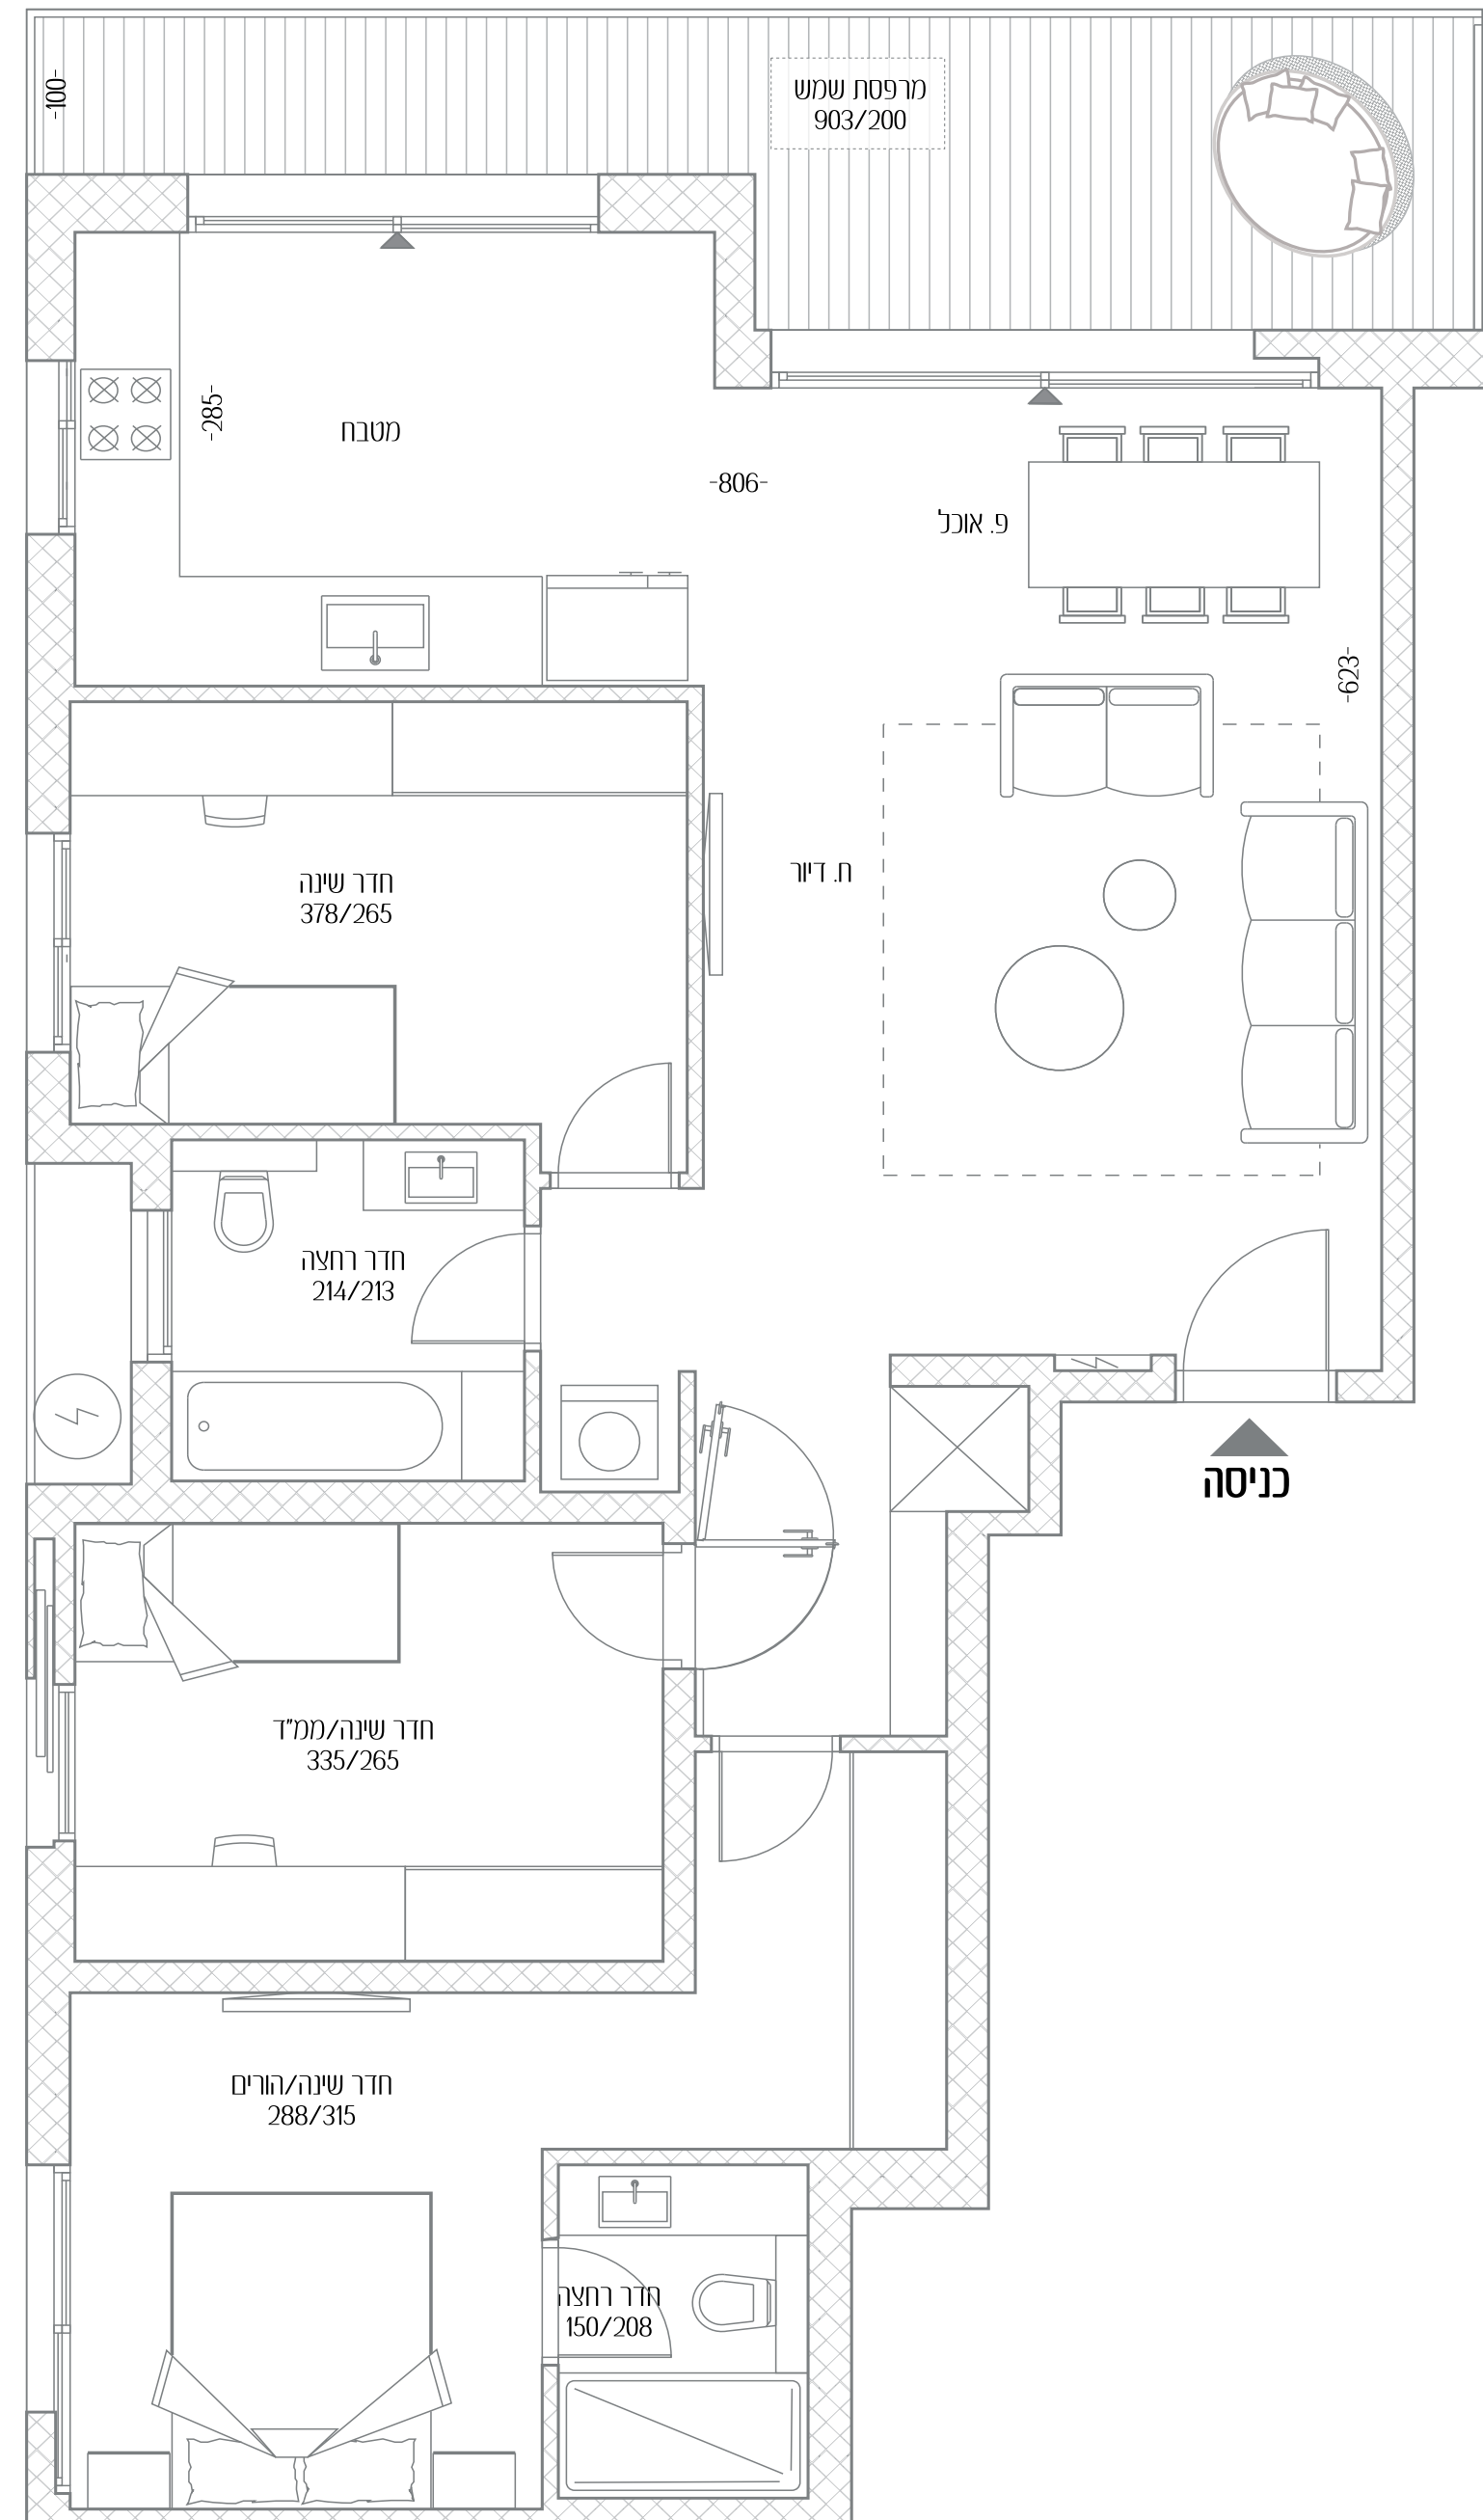 -100-
מרפסת שמש
903/200
-285-
מטבח
-806-
פ. אוכל
-623-
ח. דיור
חדר שינה
378/265
חדר רחצה
214/213
כניסה
חדר שינה/ממ"ד
335/265
חדר שינה/הורים
288/315
חדר רחצה
150/208